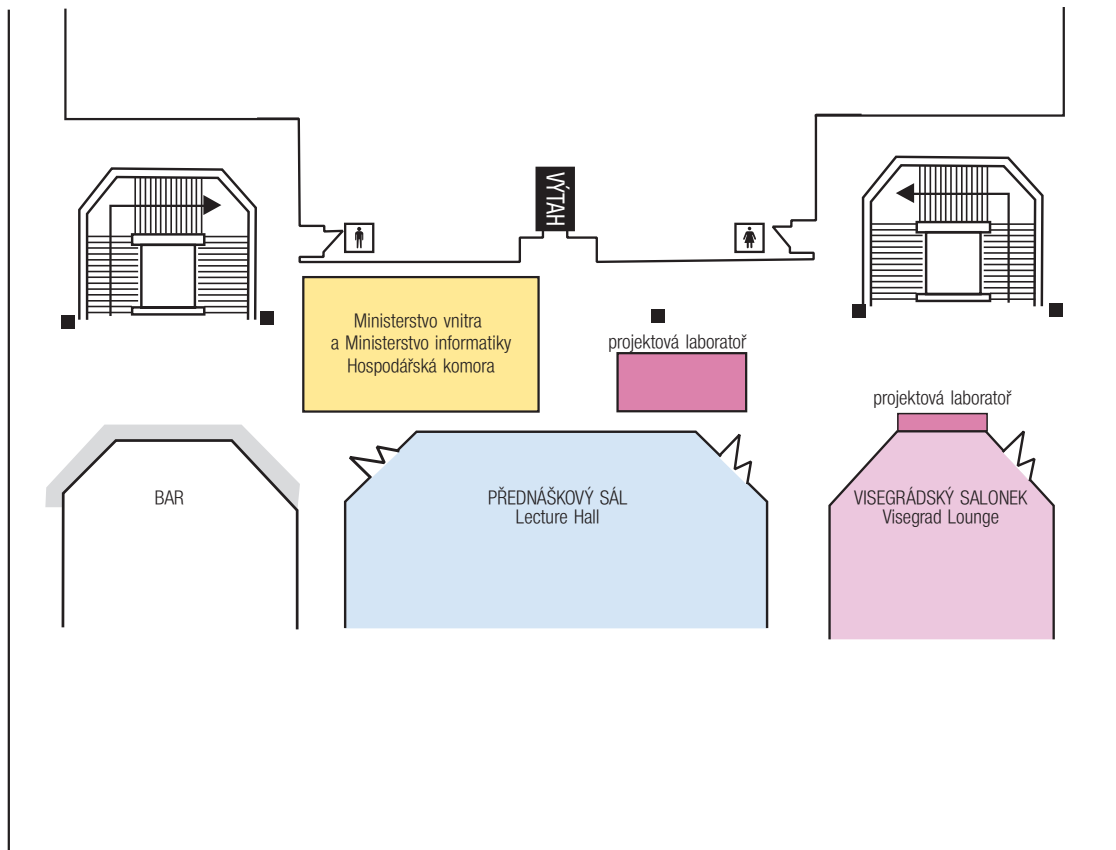 VÝTAH
Ministerstvo vnitra
a Ministerstvo informatiky
Hospodářská komora
projektová laboratoř
projektová laboratoř
BAR
PŘEDNÁŠKOVÝ SÁL
Lecture Hall
VISEGRÁDSKÝ SALONEK
Visegrad Lounge